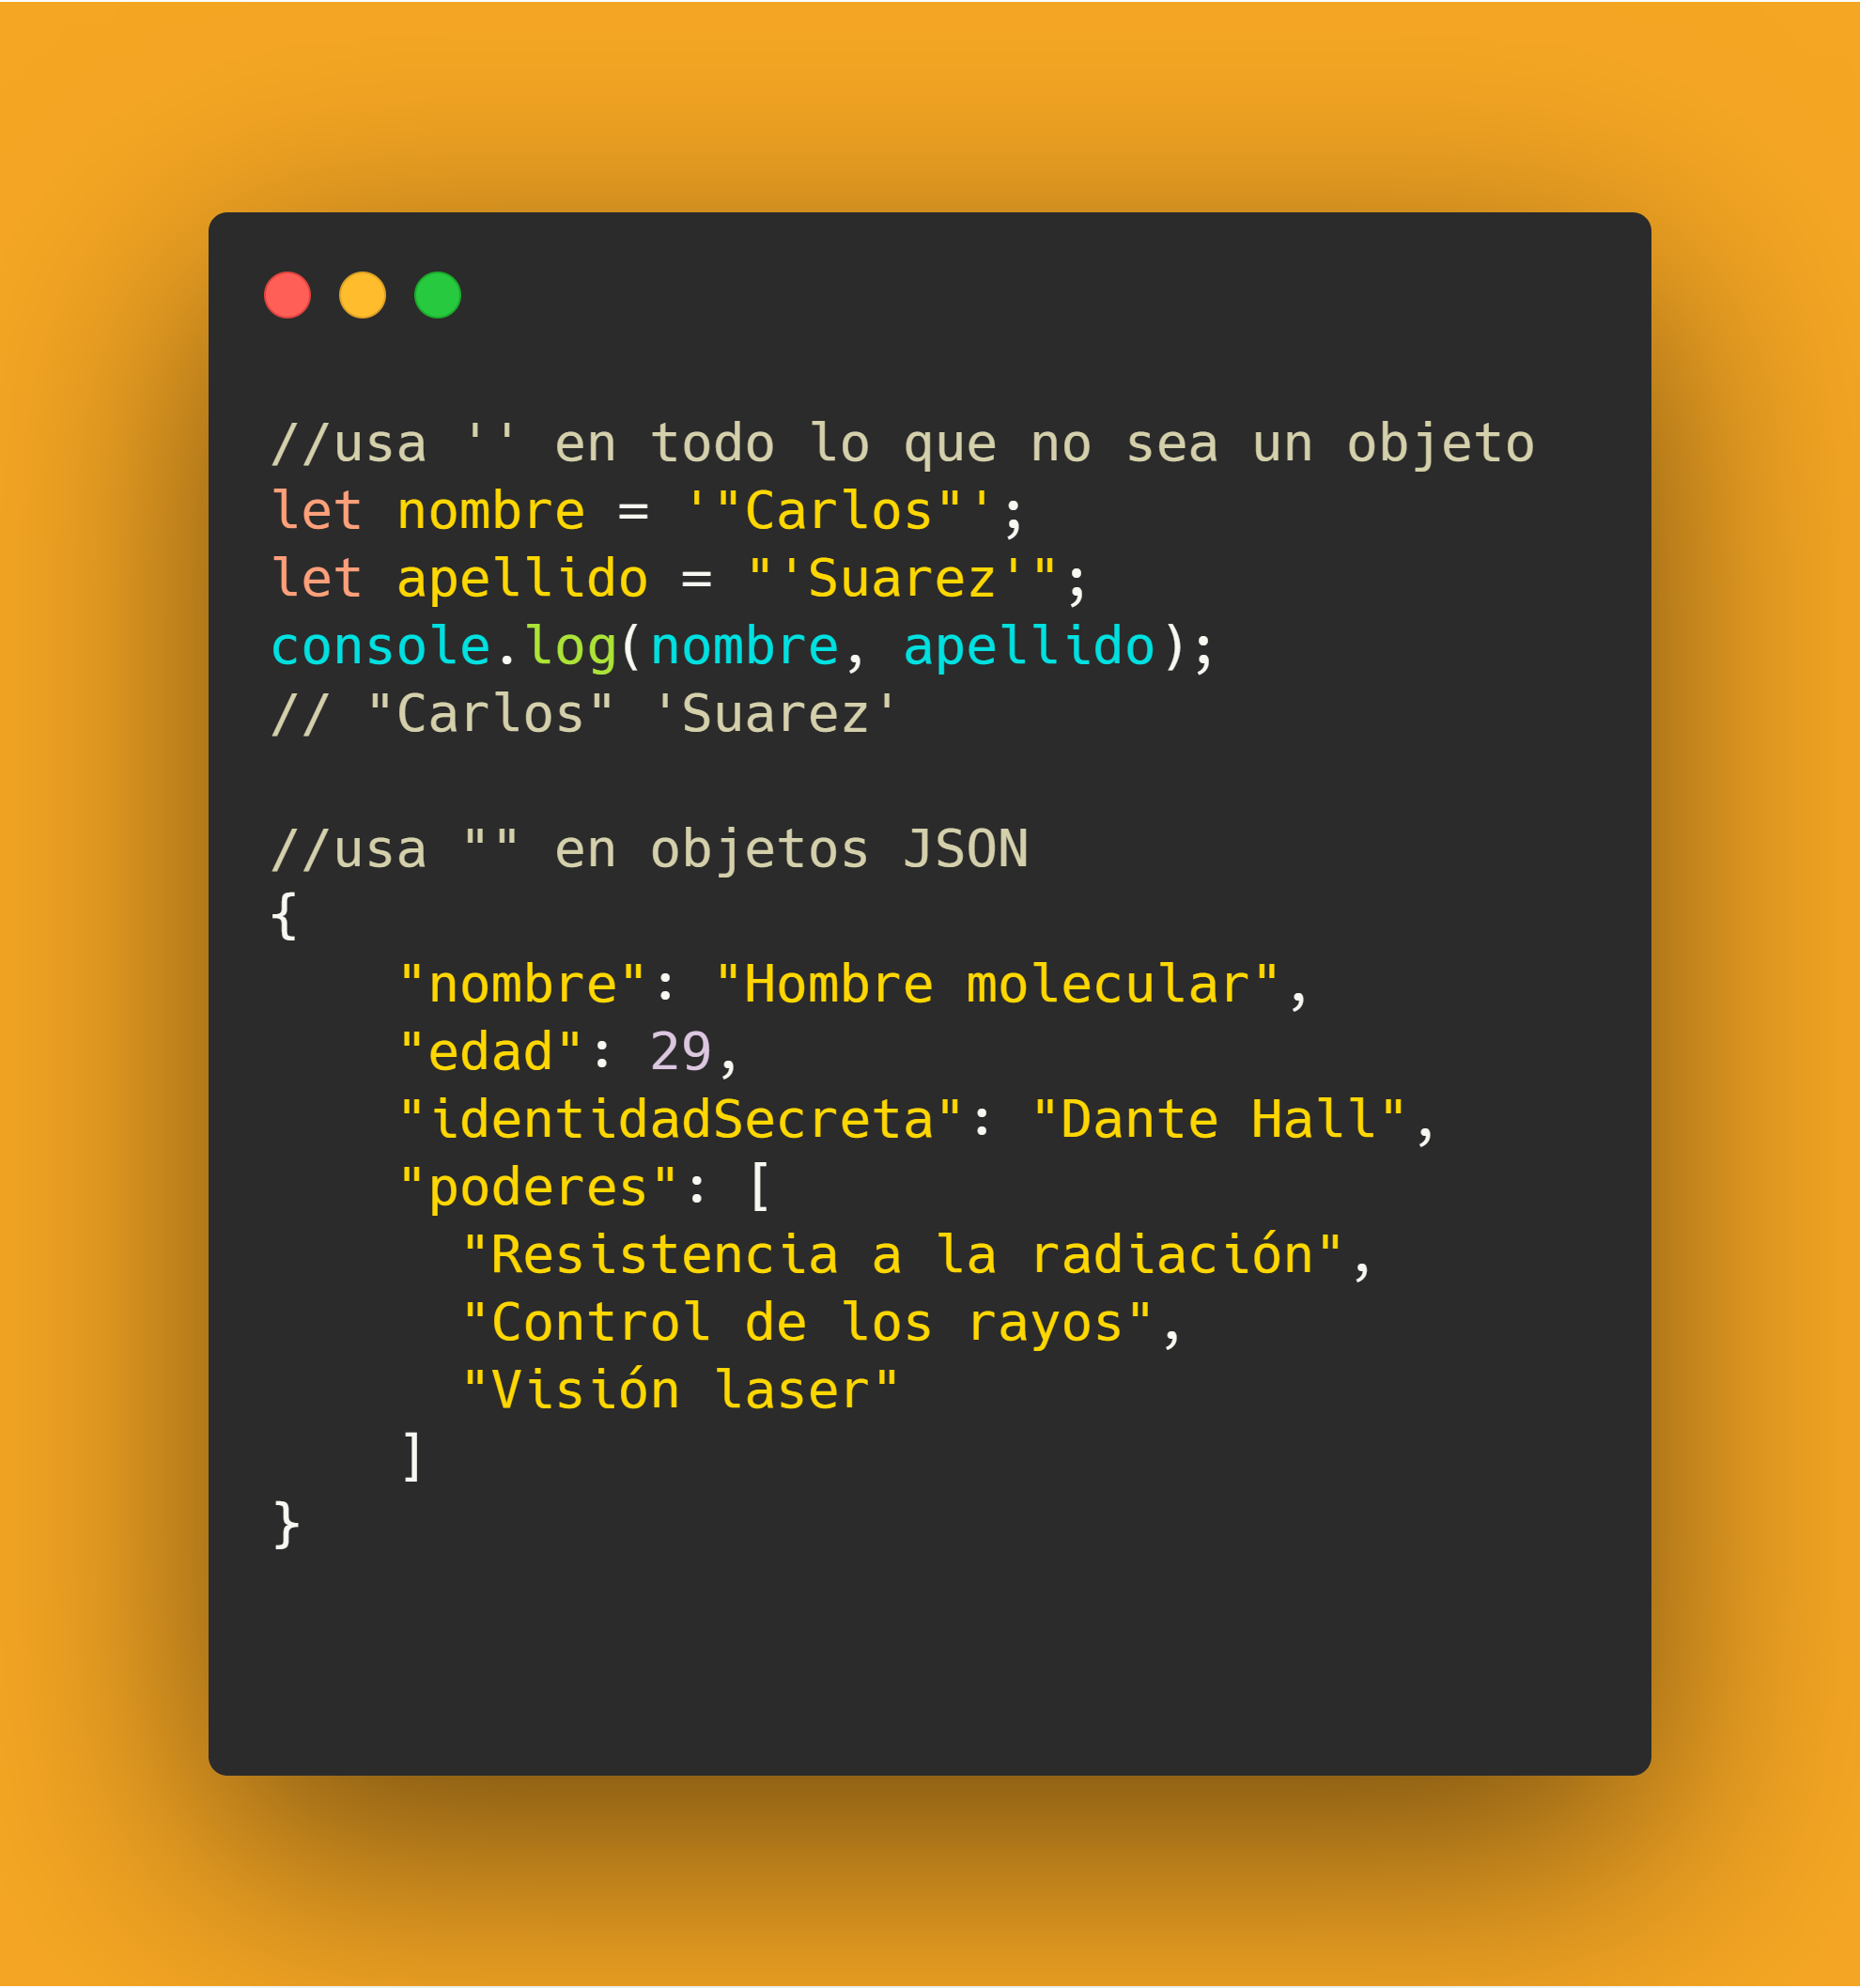 //usa '' en todo lo que no sea un objeto
let nombre = '"Carlos"';
let apellido = "'Suarez'";
console.log(nombre, apellido);
// "Carlos" 'Suarez'

//usa "" en objetos JSON
{
    "nombre": "Hombre molecular",
    "edad": 29,
    "identidadSecreta": "Dante Hall",
    "poderes": [
      "Resistencia a la radiación",
      "Control de los rayos",
      "Visión laser"
    ]
}